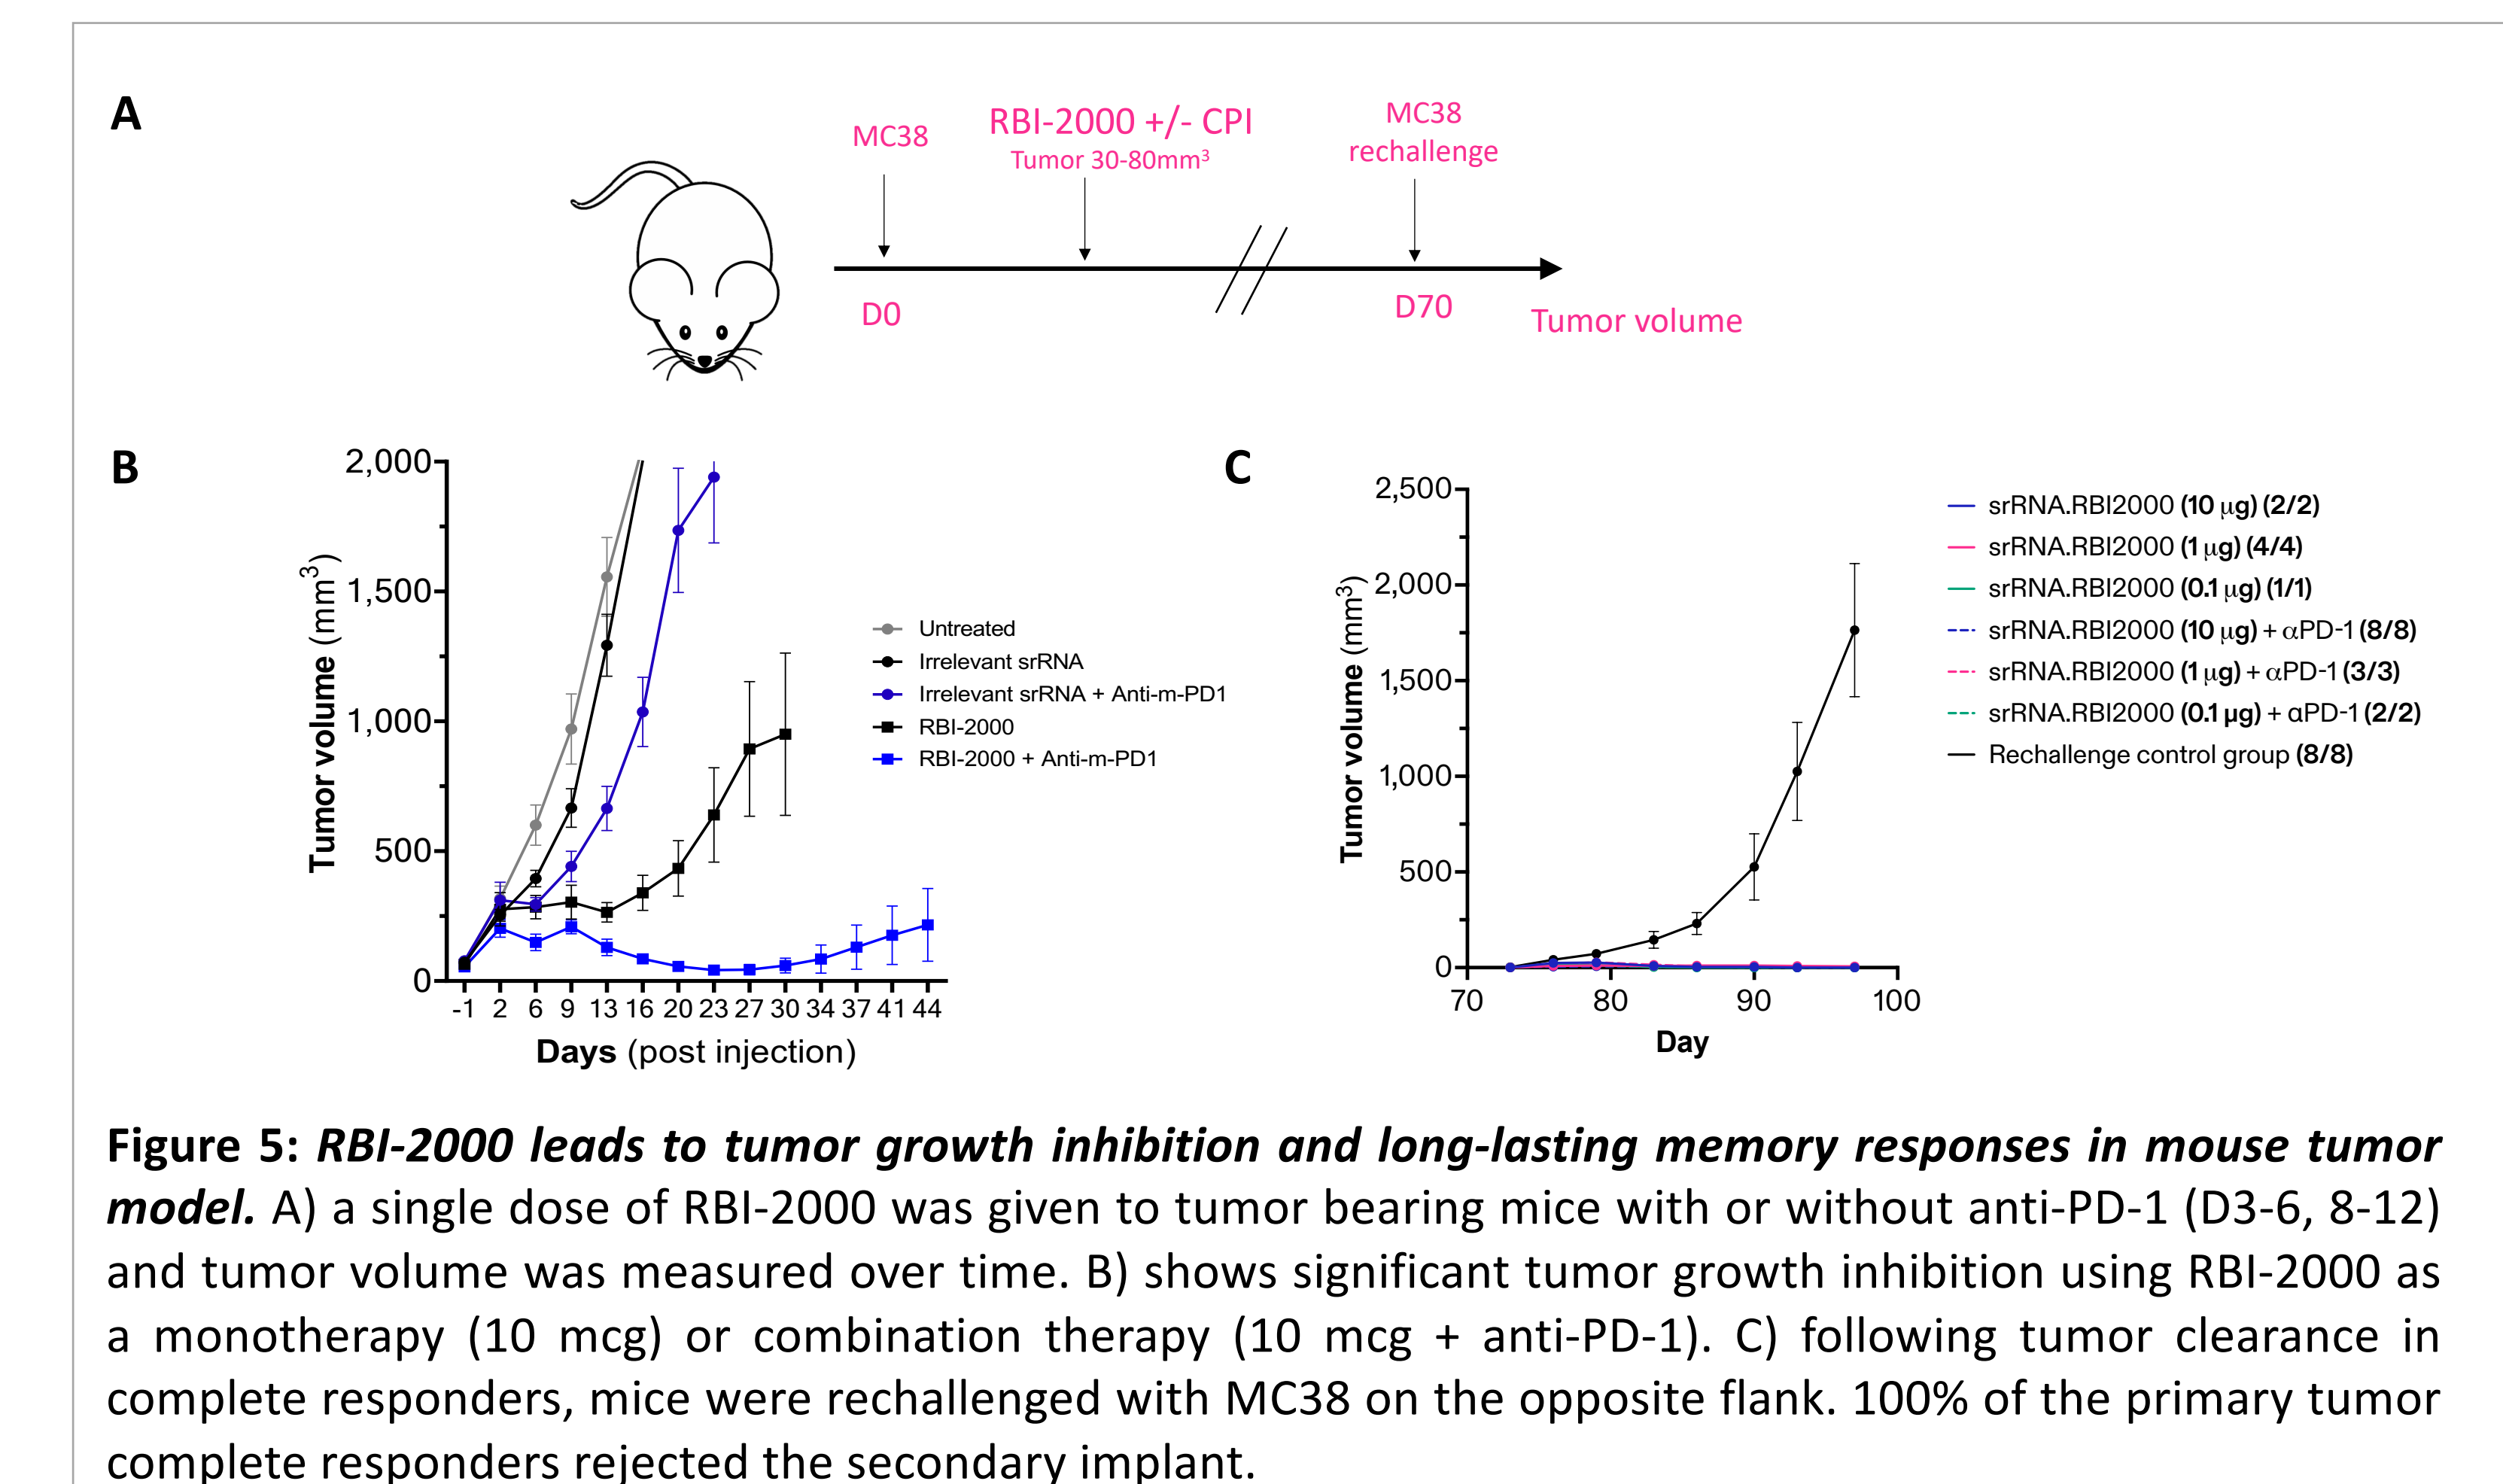 A
MC38
RBI-2000 +/- CPI
Tumor 30-80mm³
MC38
rechallenge
D0
D70
Tumor volume
B
2,000
1,500
1,000
500
0
Tumor volume (mm³)
-1 2 6 9 13 16 20 23 27 30 34 37 41 44
Days (post injection)
Untreated
Irrelevant srRNA
Irrelevant srRNA + Anti-m-PD1
RBI-2000
RBI-2000 + Anti-m-PD1
C
2,500
2,000
1,500
1,000
500
0
Tumor volume (mm³)
70 80 90 100
Day
srRNA.RBI2000 (10 μg) (2/2)
srRNA.RBI2000 (1 μg) (4/4)
srRNA.RBI2000 (0.1 μg) (1/1)
srRNA.RBI2000 (10 μg) + αPD-1 (8/8)
srRNA.RBI2000 (1 μg) + αPD-1 (3/3)
srRNA.RBI2000 (0.1 μg) + αPD-1 (2/2)
Rechallenge control group (8/8)
Figure 5: RBI-2000 leads to tumor growth inhibition and long-lasting memory responses in mouse tumor
model. A) a single dose of RBI-2000 was given to tumor bearing mice with or without anti-PD-1 (D3-6, 8-12)
and tumor volume was measured over time. B) shows significant tumor growth inhibition using RBI-2000 as
a monotherapy (10 mcg) or combination therapy (10 mcg + anti-PD-1). C) following tumor clearance in
complete responders, mice were rechallenged with MC38 on the opposite flank. 100% of the primary tumor
complete responders rejected the secondary implant.